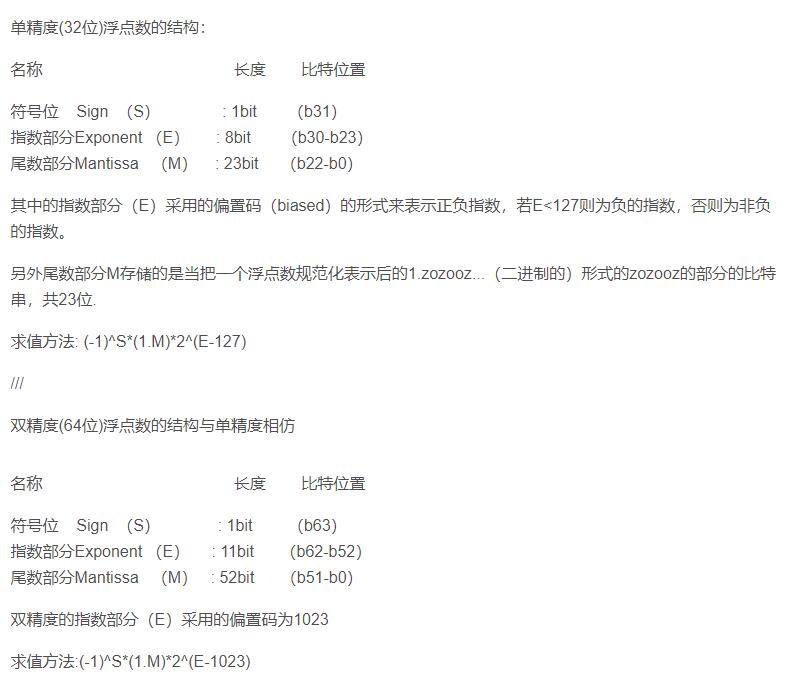 单精度(32位)浮点数的结构：
名称 长度 比特位置
符号位 Sign （S） : 1bit （b31）
指数部分Exponent （E） : 8bit （b30-b23）
尾数部分Mantissa （M） : 23bit （b22-b0）
其中的指数部分（E）采用的偏置码（biased）的形式来表示正负指数，若E<127则为负的指数，否则为非负
的指数。
另外尾数部分M存储的是当把一个浮点数规范化表示后的1.zozooz...（二进制的）形式的zozooz的部分的比特
串，共23位.
求值方法: (-1)^S*(1.M)*2^(E-127)
///
双精度(64位)浮点数的结构与单精度相仿
名称 长度 比特位置
符号位 Sign （S） : 1bit （b63）
指数部分Exponent （E） : 11bit （b62-b52）
尾数部分Mantissa （M） : 52bit （b51-b0）
双精度的指数部分（E）采用的偏置码为1023
求值方法:(-1)^S*(1.M)*2^(E-1023)